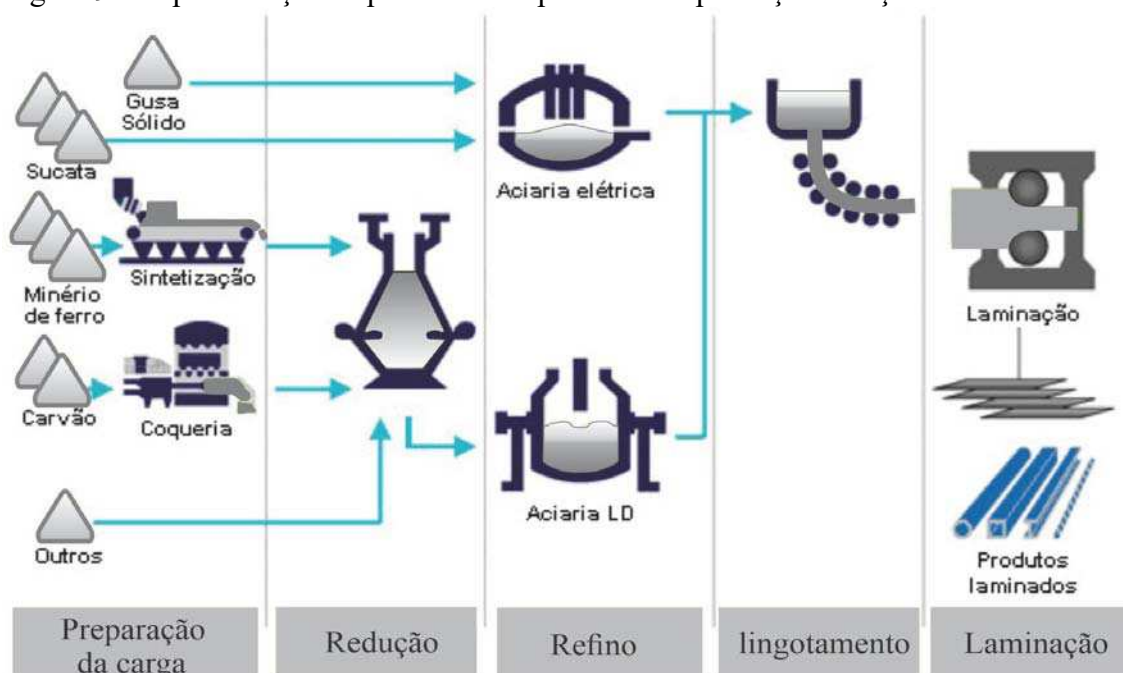 Gusa
Sólido
Sucata
Aciaria elétrica
Sintetização
Minério
de ferro
Laminação
Carvão
Coqueria
Aciaria LD
Outros
Produtos
laminados
Preparação
da carga
Redução
Refino
lingotamento
Laminação